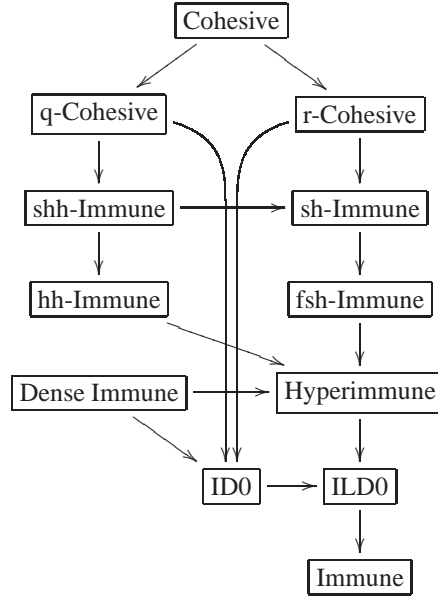 Cohesive
q-Cohesive
r-Cohesive
shh-Immune
sh-Immune
hh-Immune
fsh-Immune
Dense Immune
Hyperimmune
ID0
ILD0
Immune